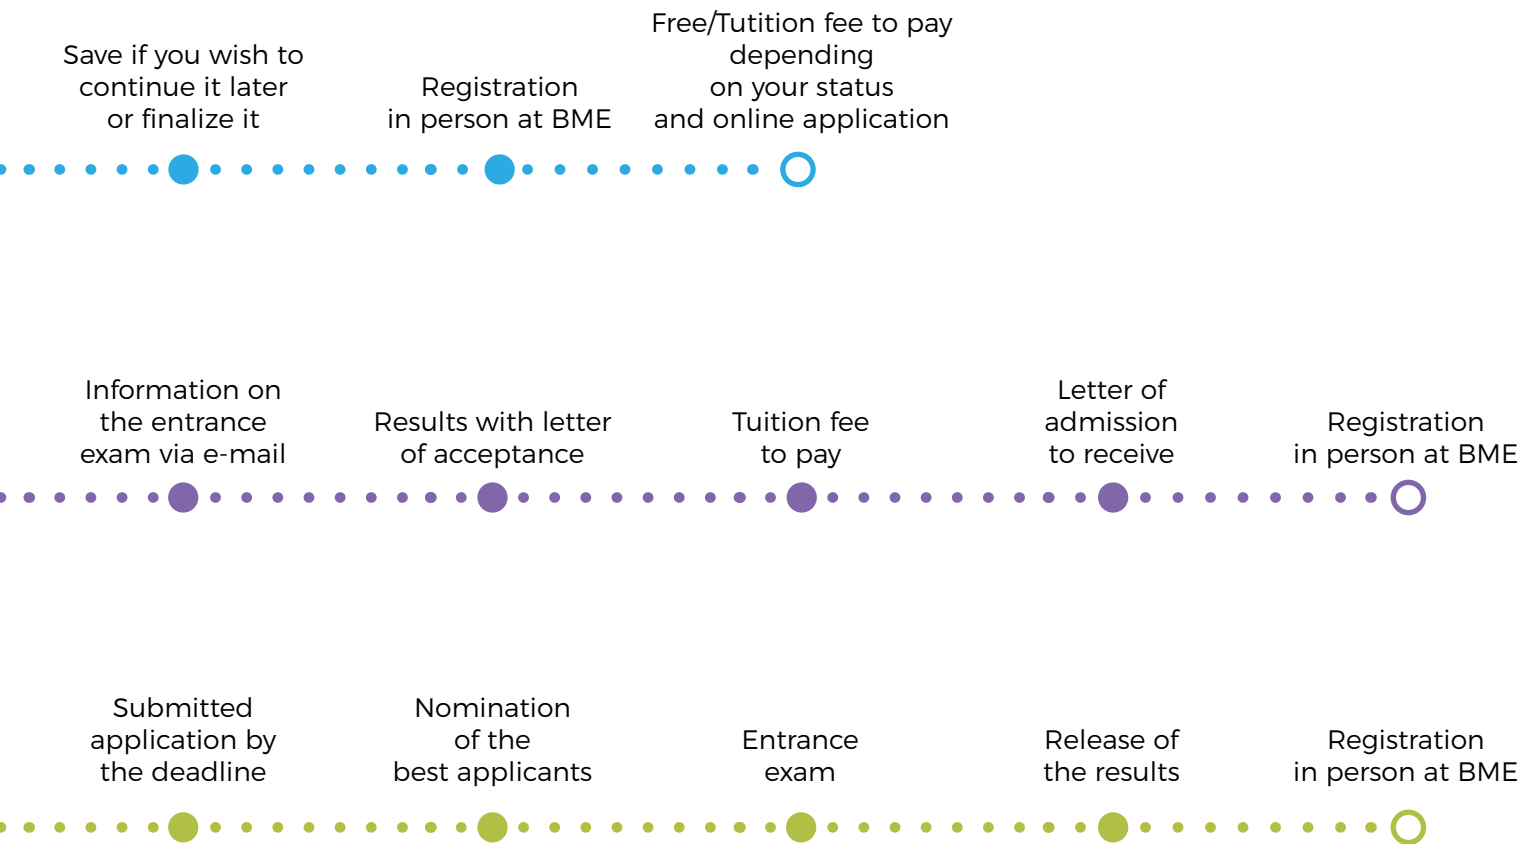 Save if you wish to
continue it later
or finalize it
Registration
in person at BME
Free/Tutition fee to pay
depending
on your status
and online application
Information on
the entrance
exam via e-mail
Results with letter
of acceptance
Tuition fee
to pay
Letter of
admission
to receive
Registration
in person at BME
Submitted
application by
the deadline
Nomination
of the
best applicants
Entrance
exam
Release of
the results
Registration
in person at BME